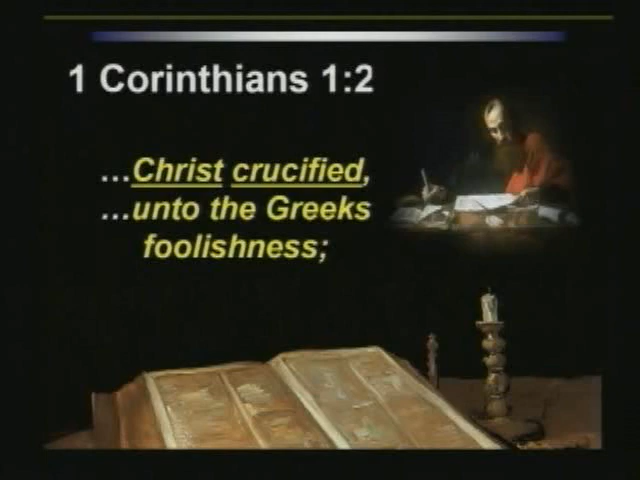 1 Corinthians 1:2
...Christ crucified,
...unto the Greeks
foolishness;